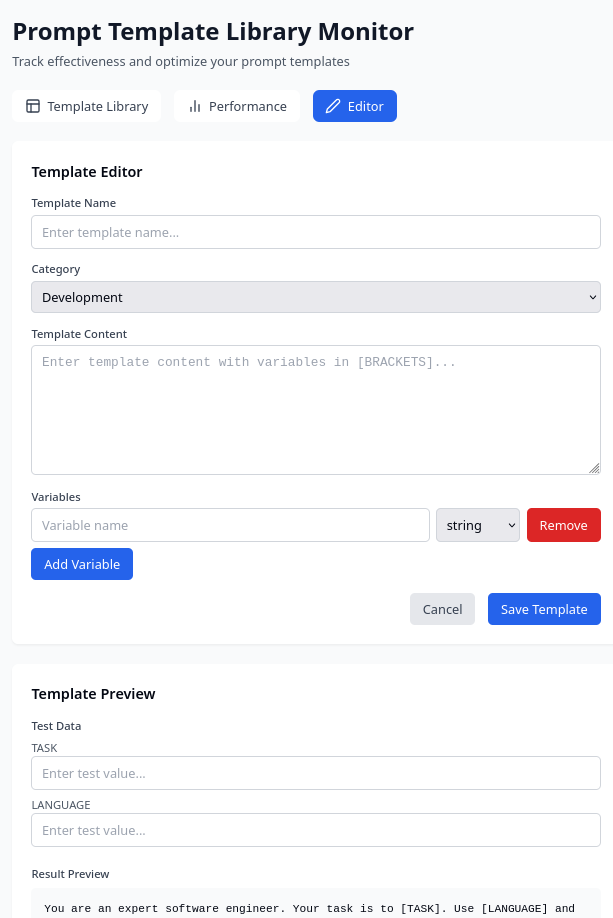 Prompt Template Library Monitor
Track effectiveness and optimize your prompt templates
Template Library Performance Editor
Template Editor
Template Name
Enter template name...
Category
Development
Template Content
Enter template content with variables in [BRACKETS]...
Variables
Variable name string Remove
Add Variable
Cancel Save Template
Template Preview
Test Data
TASK
Enter test value...
LANGUAGE
Enter test value...
Result Preview
You are an expert software engineer. Your task is to [TASK]. Use [LANGUAGE] and